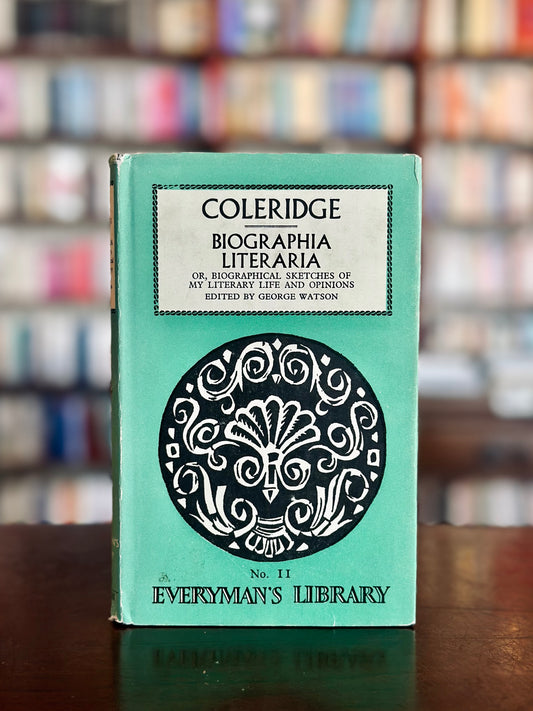 COLERIDGE
BIOGRAPHIA
LITERARIA
OR, BIOGRAPHICAL SKETCHES OF
MY LITERARY LIFE AND OPINIONS
EDITED BY GEORGE WATSON
No. 11
EVERYMAN'S LIBRARY